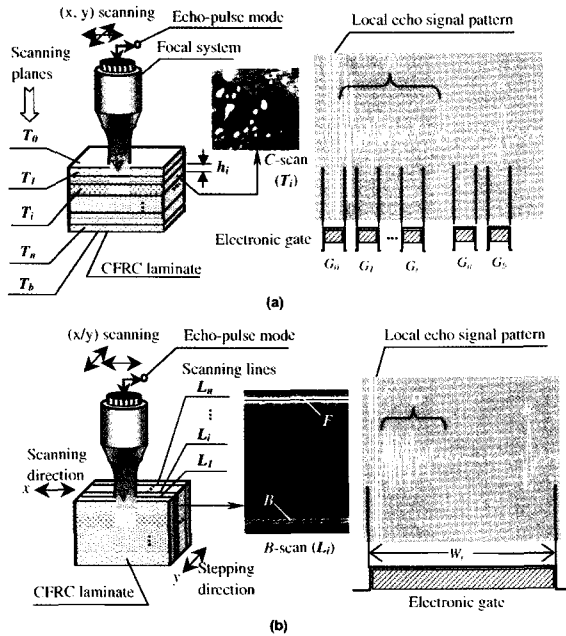 (x, y) scanning
Echo-pulse mode
Local echo signal pattern
Scanning planes
Focal system
T0
T1
Ti
Tn
Tb
hi
C-scan
(Ti)
CFRC laminate
Electronic gate
G0 G1 ... Gi Gn Gb
(a)
(x/y) scanning
Echo-pulse mode
Local echo signal pattern
Scanning lines
Ln
Li
L1
F
Scanning direction
x
B
B-scan (Li)
y
Stepping direction
CFRC laminate
Electronic gate
(b)